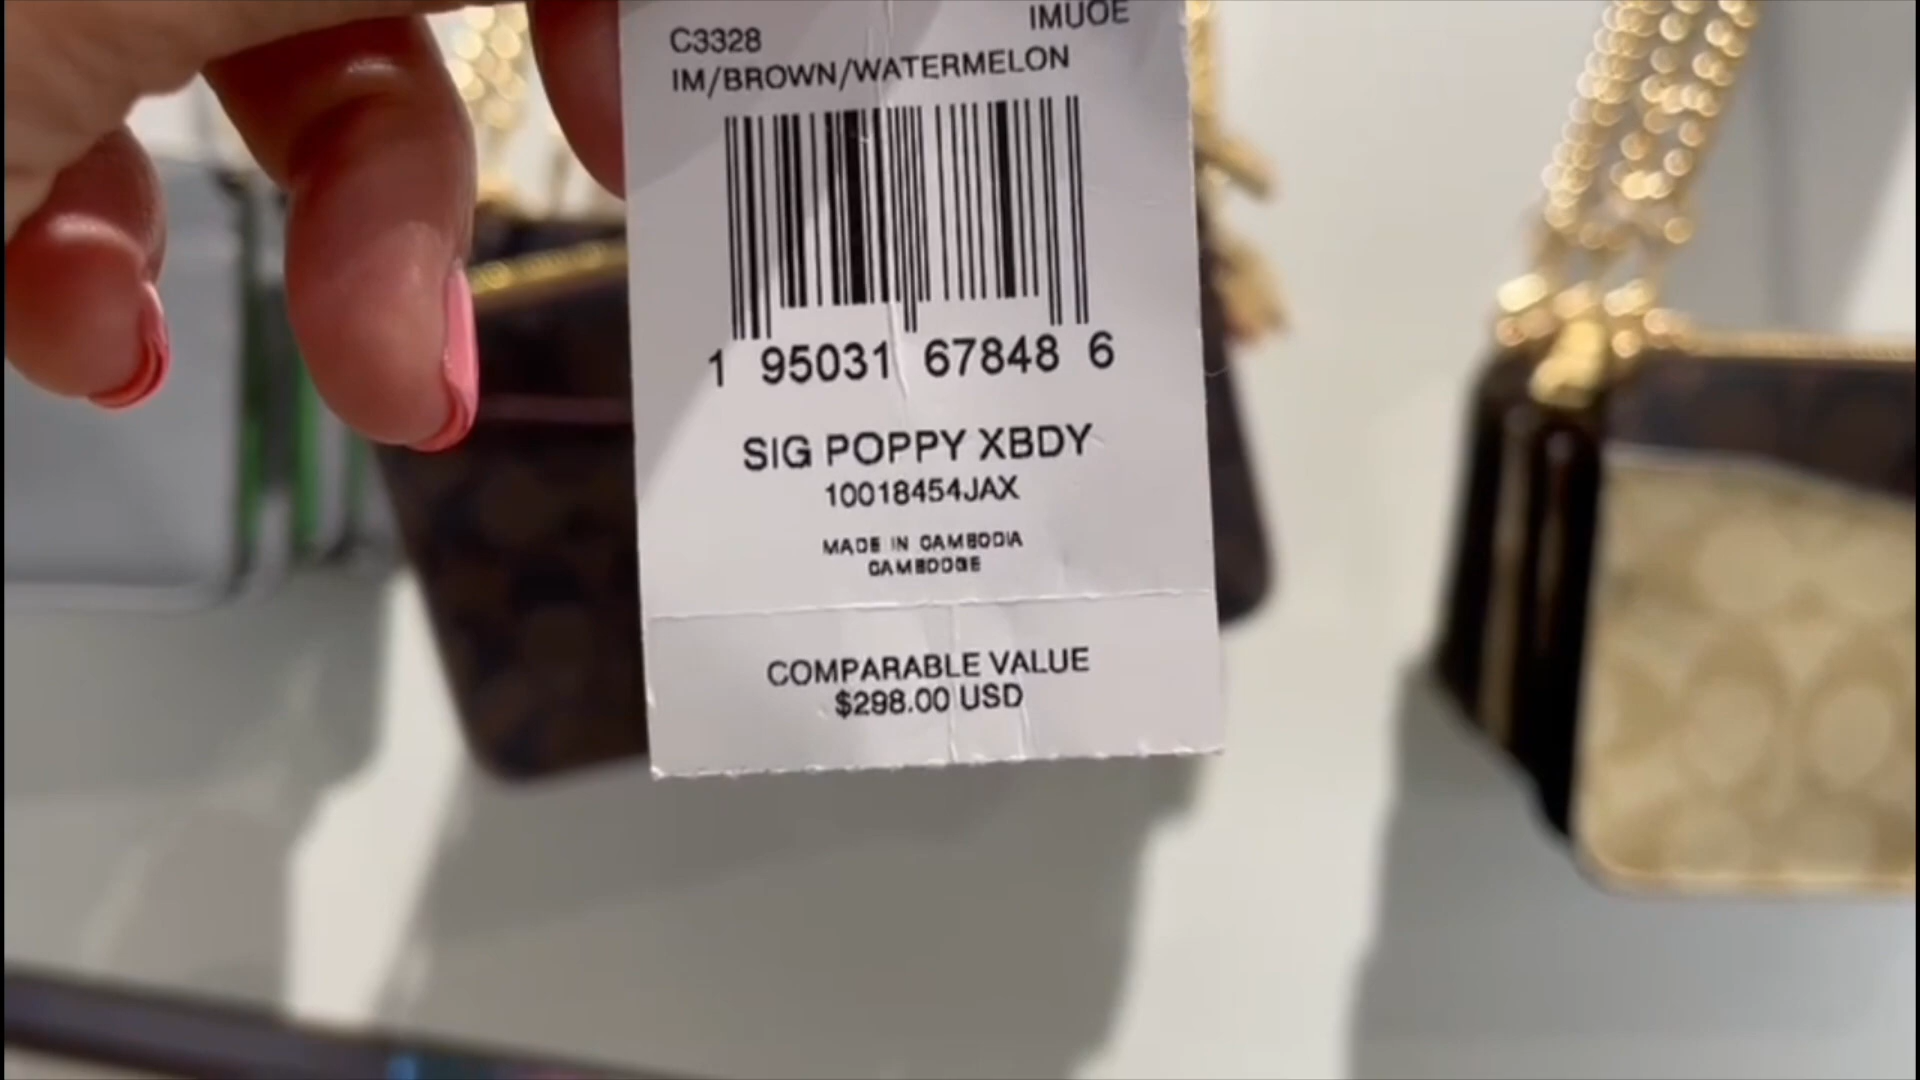 C3328 IMUOE
IM/BROWN/WATERMELON
1 95031 67848 6
SIG POPPY XBDY
10018454JAX
MADE IN CAMBODIA
CAMBODGE
COMPARABLE VALUE
$298.00 USD